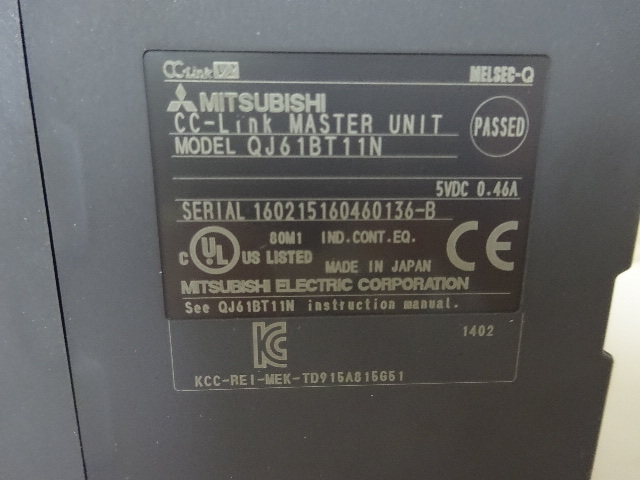 CC-Link V2 MELSEC-Q
MITSUBISHI
CC-Link MASTER UNIT
PASSED
MODEL QJ61BT11N
5VDC 0.46A
SERIAL 160215160460136-B
80M1 IND.CONT.EQ.
C UL US LISTED CE
MADE IN JAPAN
MITSUBISHI ELECTRIC CORPORATION
See QJ61BT11N instruction manual.
1402
KCC-REI-MEK-TD915A815G51